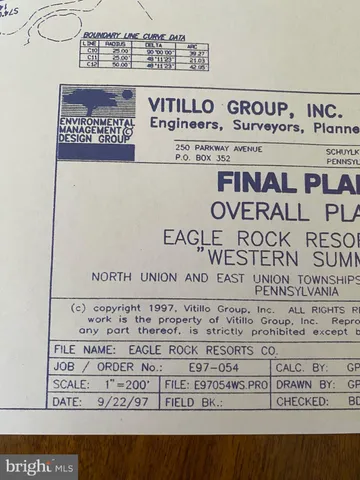 BOUNDARY LINE CURVE DATA
LINE RADIUS DELTA ARC
C10 25.00 90°00'00" 39.27
C11 25.00 48°11'23" 21.03
C12 50.00 48°11'23" 42.05
ENVIRONMENTAL
MANAGEMENT &
DESIGN GROUP
VITILLO GROUP, INC.
Engineers, Surveyors, Planne
250 PARKWAY AVENUE
P.O. BOX 352
SCHUYLK
PENNSYL
FINAL PLA
OVERALL PLA
EAGLE ROCK RESOR
"WESTERN SUMM
NORTH UNION AND EAST UNION TOWNSHIPS
PENNSYLVANIA
(c) copyright 1997, Vitillo Group, Inc. ALL RIGHTS RE
work is the property of Vitillo Group, Inc. Repro
any part thereof, is strictly prohibited except b
FILE NAME: EAGLE ROCK RESORTS CO.
JOB / ORDER No.: E97-054 CALC. BY: GP
SCALE: 1"=200' FILE: E97054WS.PRO DRAWN BY: GP
DATE: 9/22/97 FIELD BK.: CHECKED: BD
bright MLS